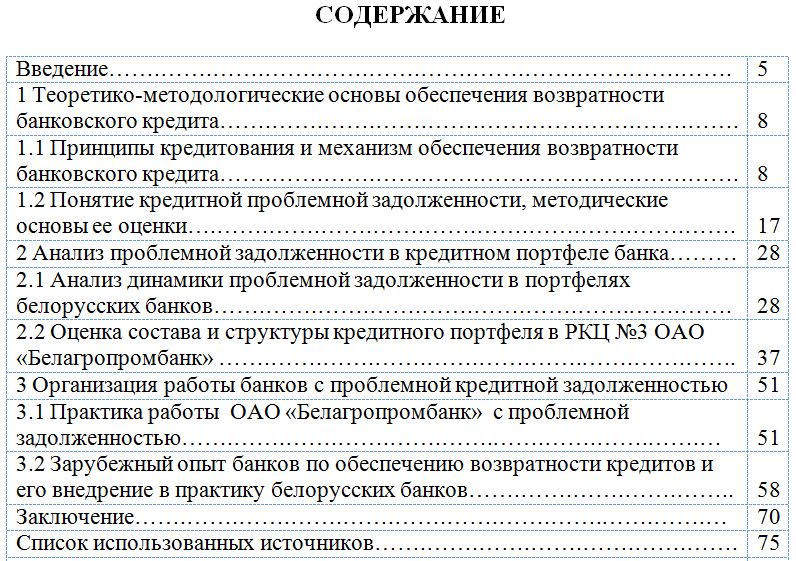 СОДЕРЖАНИЕ
Введение…………………………………………………………………… 5
1 Теоретико-методологические основы обеспечения возвратности
банковского кредита……………………………………………………… 8
1.1 Принципы кредитования и механизм обеспечения возвратности
банковского кредита……………………………………………………… 8
1.2 Понятие кредитной проблемной задолженности, методические
основы ее оценки………………………………………………………… 17
2 Анализ проблемной задолженности в кредитном портфеле банка……… 28
2.1 Анализ динамики проблемной задолженности в портфелях
белорусских банков……………………………………………………… 28
2.2 Оценка состава и структуры кредитного портфеля в РКЦ №3 ОАО
«Белагропромбанк» …………………………………………………….. 37
3 Организация работы банков с проблемной кредитной задолженностью 51
3.1 Практика работы ОАО «Белагропромбанк» с проблемной
задолженностью………………………………………………..……… 51
3.2 Зарубежный опыт банков по обеспечению возвратности кредитов и
его внедрение в практику белорусских банков………………………….. 58
Заключение………………………………………………………………… 70
Список использованных источников……………………………………… 75